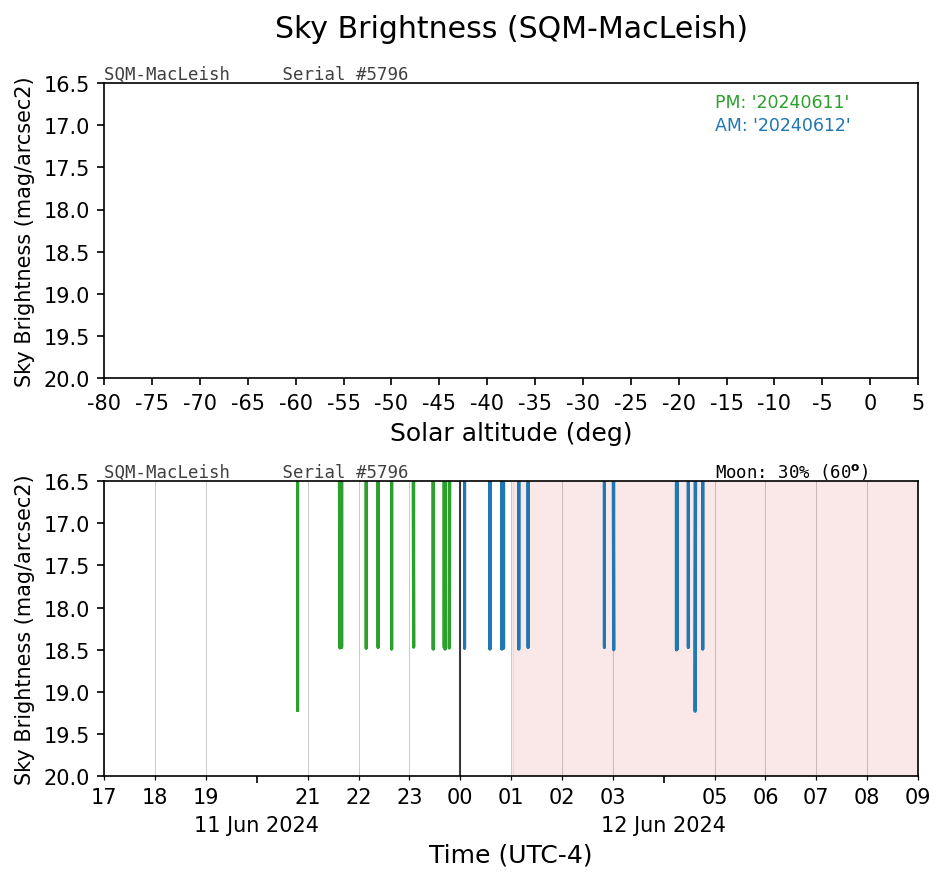 Sky Brightness (SQM-MacLeish)
SQM-MacLeish Serial #5796
PM: '20240611'
AM: '20240612'
Sky Brightness (mag/arcsec2)
16.5
17.0
17.5
18.0
18.5
19.0
19.5
20.0
-80 -75 -70 -65 -60 -55 -50 -45 -40 -35 -30 -25 -20 -15 -10 -5 0 5
Solar altitude (deg)
SQM-MacLeish Serial #5796 Moon: 30% (60°)
Sky Brightness (mag/arcsec2)
16.5
17.0
17.5
18.0
18.5
19.0
19.5
20.0
17 18 19 21 22 23 00 01 02 03 05 06 07 08 09
11 Jun 2024 12 Jun 2024
Time (UTC-4)